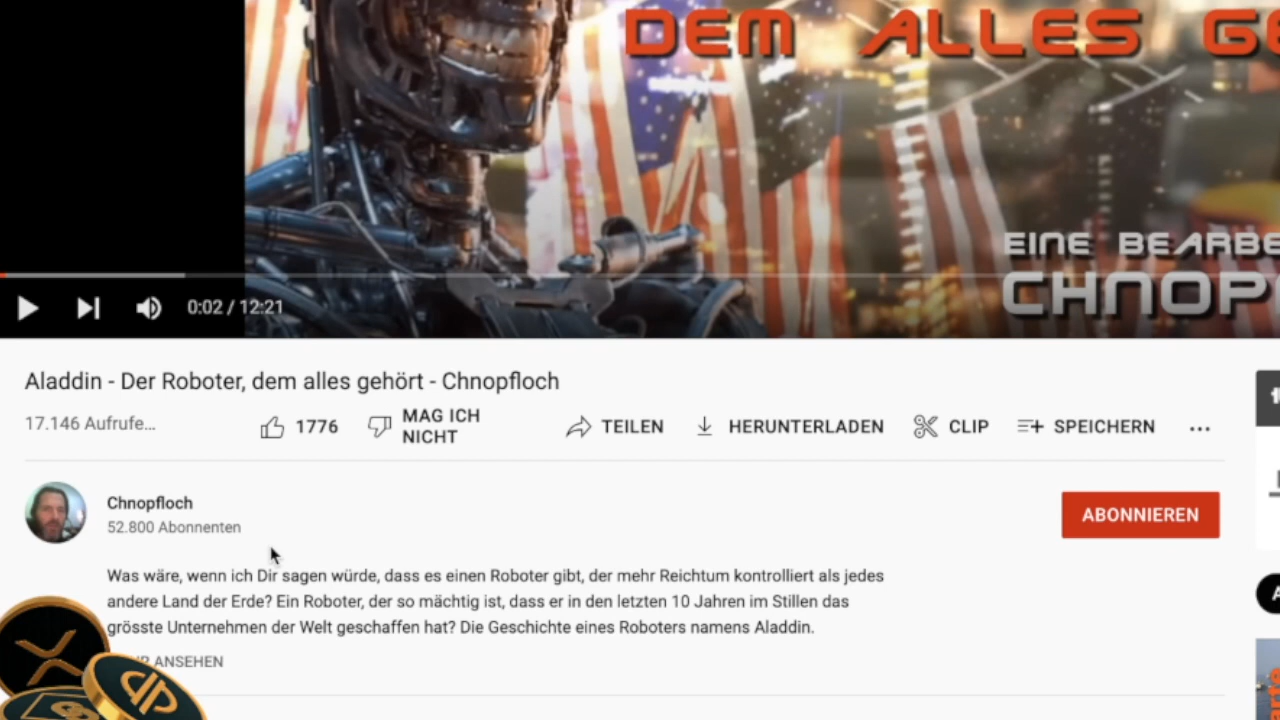 DEM ALLES GE
EINE BEARBE
CHNOP
0:02 / 12:21
Aladdin - Der Roboter, dem alles gehört - Chnopfloch
17.146 Aufrufe...
1776
MAG ICH
NICHT
TEILEN
HERUNTERLADEN
CLIP
SPEICHERN
Chnopfloch
52.800 Abonnenten
ABONNIEREN
Was wäre, wenn ich Dir sagen würde, dass es einen Roboter gibt, der mehr Reichtum kontrolliert als jedes
andere Land der Erde? Ein Roboter, der so mächtig ist, dass er in den letzten 10 Jahren im Stillen das
grösste Unternehmen der Welt geschaffen hat? Die Geschichte eines Roboters namens Aladdin.
ANSEHEN